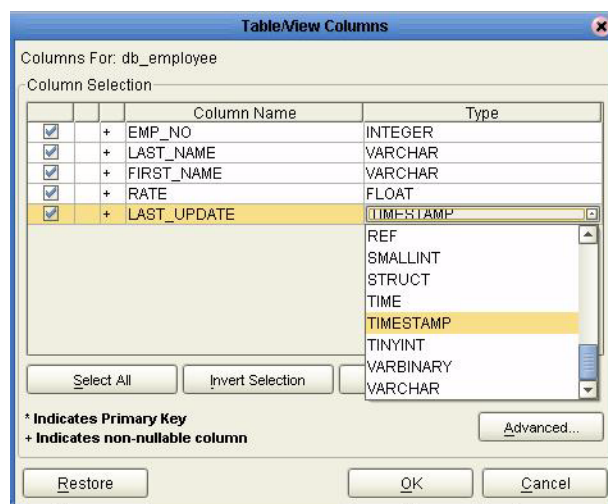 Table/View Columns
Columns For: db_employee
Column Selection
Column Name Type
+ EMP_NO INTEGER
+ LAST_NAME VARCHAR
+ FIRST_NAME VARCHAR
+ RATE FLOAT
+ LAST_UPDATE TIMESTAMP
REF
SMALLINT
STRUCT
TIME
TIMESTAMP
TINYINT
VARBINARY
VARCHAR
Select All Invert Selection
* Indicates Primary Key
+ Indicates non-nullable column
Advanced...
Restore OK Cancel